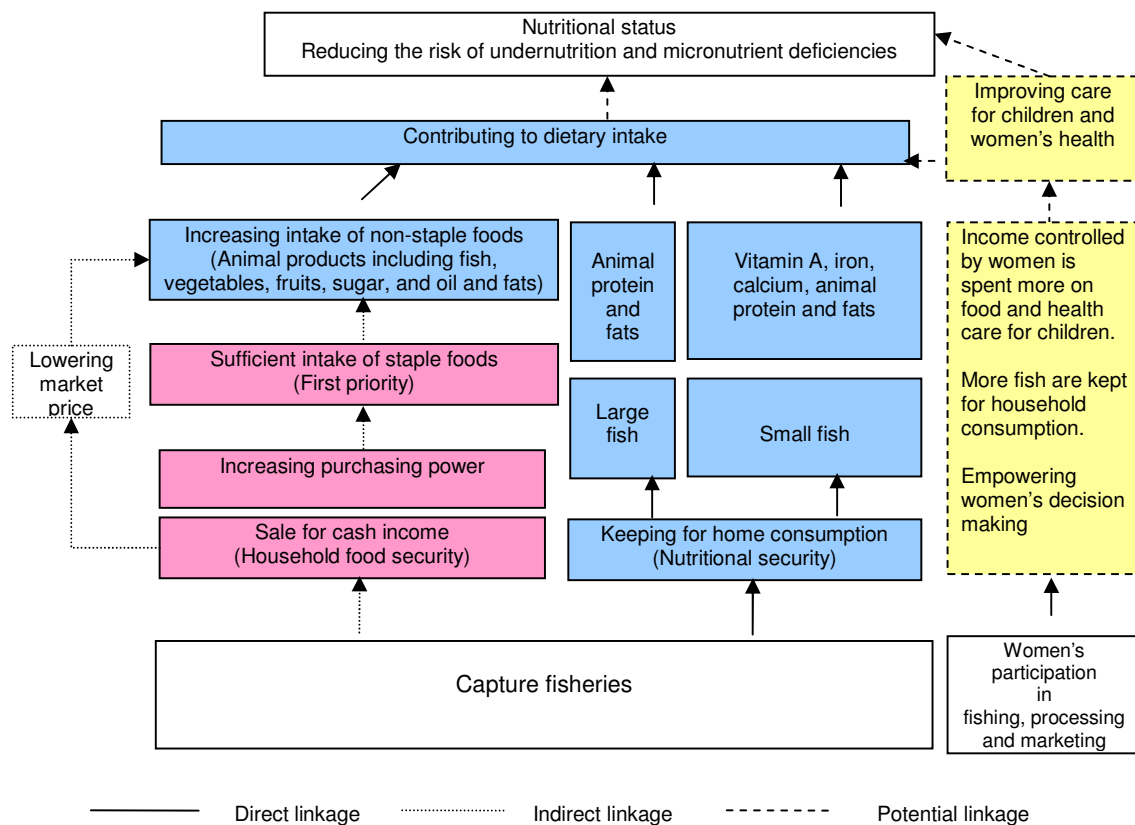 Nutritional status
Reducing the risk of undernutrition and micronutrient deficiencies
Improving care
for children and
women's health
Contributing to dietary intake
Increasing intake of non-staple foods
(Animal products including fish,
vegetables, fruits, sugar, and oil and fats)
Animal
protein
and
fats
Vitamin A, iron,
calcium, animal
protein and fats
Income controlled
by women is
spent more on
food and health
care for children.
More fish are kept
for household
consumption.
Empowering
women's decision
making
Lowering
market
price
Sufficient intake of staple foods
(First priority)
Large
fish
Small fish
Increasing purchasing power
Sale for cash income
(Household food security)
Keeping for home consumption
(Nutritional security)
Capture fisheries
Women's
participation
in
fishing, processing
and marketing
Direct linkage
Indirect linkage
Potential linkage